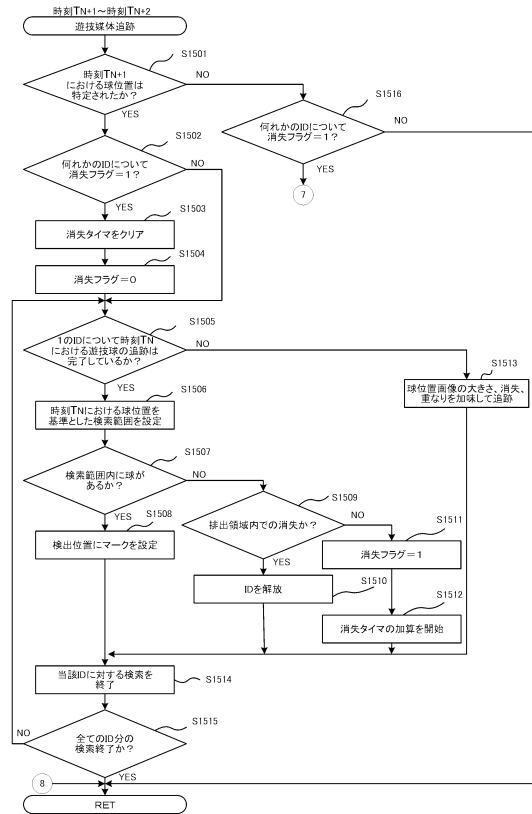 時刻TN+1～時刻TN+2
遊技媒体追跡
S1501
時刻TN+1
における球位置は
特定されたか？
NO
YES
S1516
何れかのIDについて
消失フラグ＝1？
NO
YES
7
S1502
何れかのIDについて
消失フラグ＝1？
NO
YES
S1503
消失タイマをクリア
S1504
消失フラグ＝0
S1505
1のIDについて時刻TN
における遊技球の追跡は
完了しているか？
NO
YES
S1513
球位置画像の大きさ、消失、
重なりを加味して追跡
S1506
時刻TNにおける球位置を
基準とした検索範囲を設定
S1507
検索範囲内に球が
あるか？
NO
YES
S1508
検出位置にマークを設定
S1509
排出領域内での消失か？
NO
YES
S1510
IDを解放
S1511
消失フラグ＝1
S1512
消失タイマの加算を開始
当該IDに対する検索を
終了
S1514
S1515
全てのID分の
検索終了か？
NO
YES
8
RET